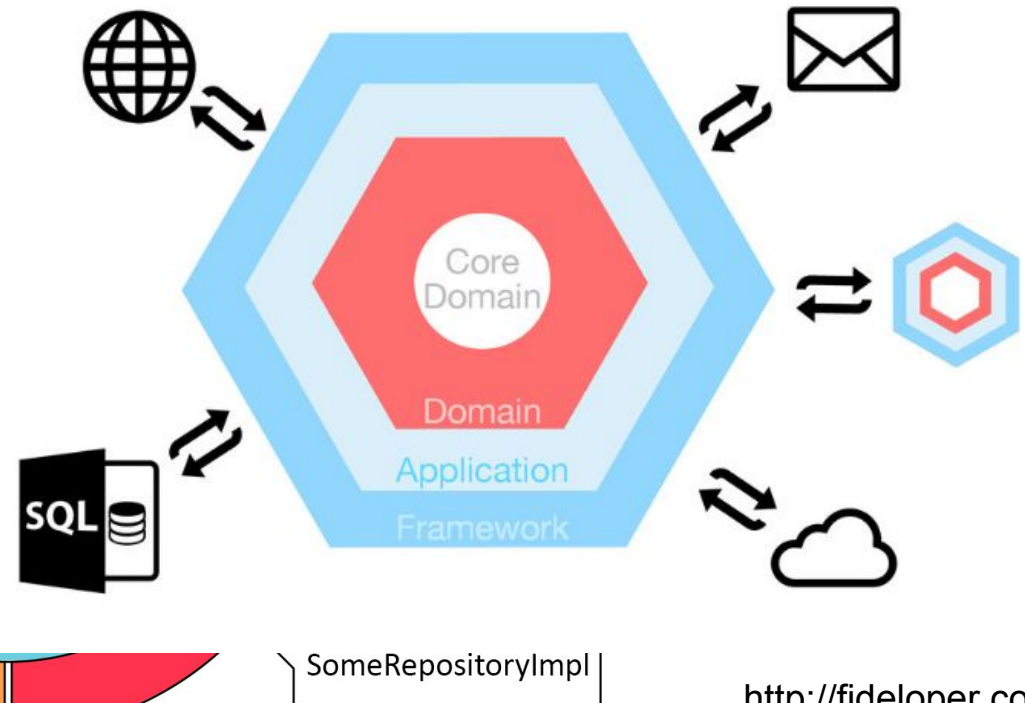 Core
Domain
Domain
Application
Framework
SQL
SomeRepositoryImpl
http://fideloper.co